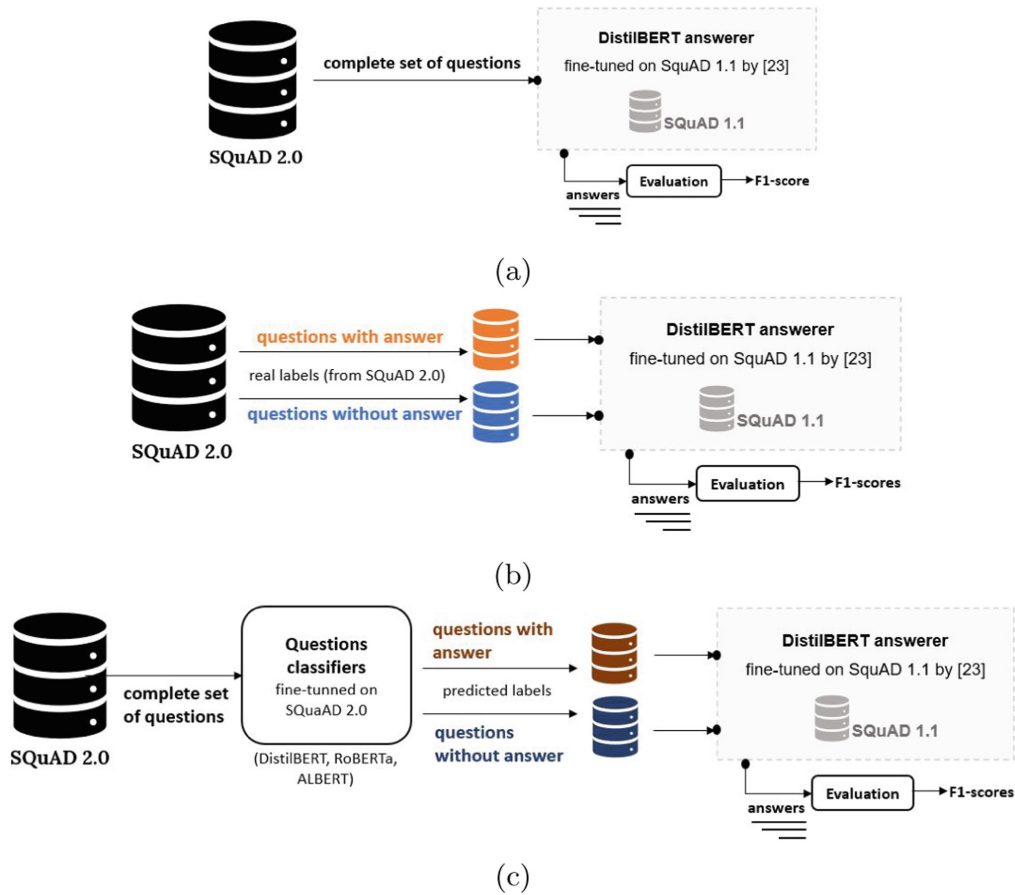 complete set of questions
SQuAD 2.0
DistilBERT answerer
fine-tuned on SquAD 1.1 by [23]
SQuAD 1.1
answers
Evaluation
F1-score
(a)
questions with answer
real labels (from SQuAD 2.0)
questions without answer
SQuAD 2.0
DistilBERT answerer
fine-tuned on SquAD 1.1 by [23]
SQuAD 1.1
answers
Evaluation
F1-scores
(b)
SQuAD 2.0
complete set
of questions
Questions
classifiers
fine-tunned on
SQuaAD 2.0
(DistilBERT, RoBERTa,
ALBERT)
questions with
answer
predicted labels
questions
without answer
DistilBERT answerer
fine-tuned on SquAD 1.1 by [23]
SQuAD 1.1
answers
Evaluation
F1-scores
(c)